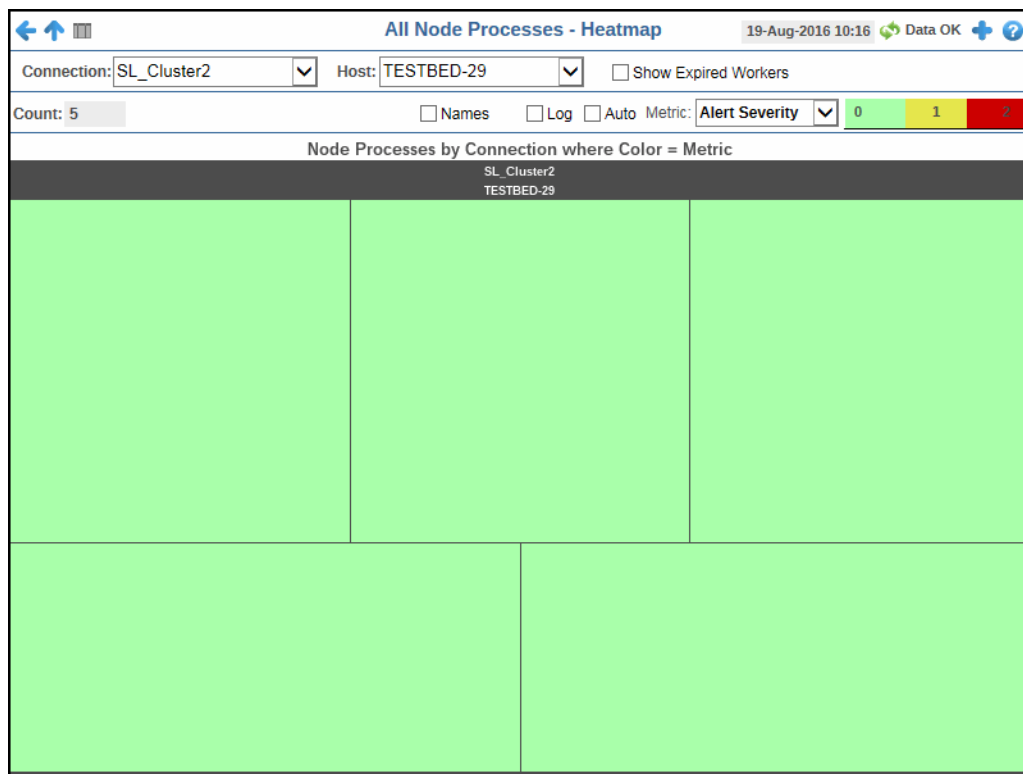 All Node Processes - Heatmap 19-Aug-2016 10:16 Data OK ?
Connection: SL_Cluster2 Host: TESTBED-29 Show Expired Workers
Count: 5 Names Log Auto Metric: Alert Severity 0 1 2
Node Processes by Connection where Color = Metric
SL_Cluster2
TESTBED-29